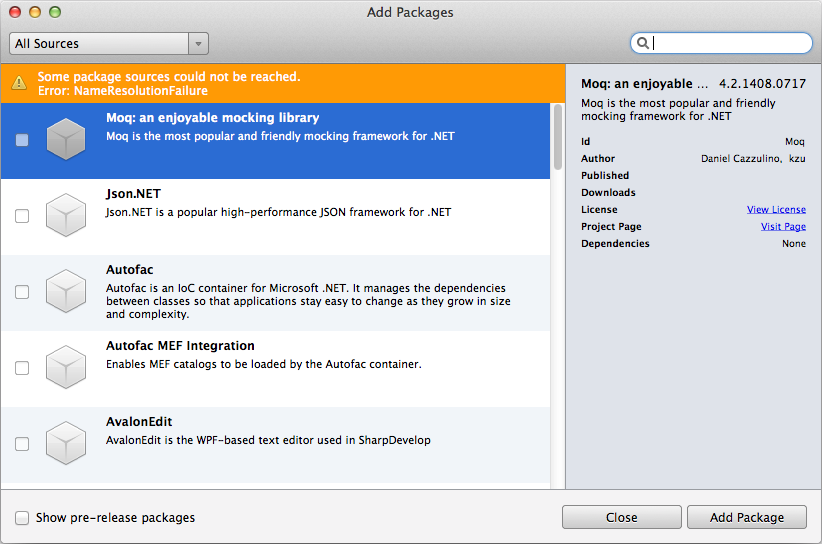 Add Packages
All Sources
Some package sources could not be reached.
Error: NameResolutionFailure
Moq: an enjoyable mocking library
Moq is the most popular and friendly mocking framework for .NET
Json.NET
Json.NET is a popular high-performance JSON framework for .NET
Autofac
Autofac is an IoC container for Microsoft .NET. It manages the dependencies
between classes so that applications stay easy to change as they grow in size
and complexity.
Autofac MEF Integration
Enables MEF catalogs to be loaded by the Autofac container.
AvalonEdit
AvalonEdit is the WPF-based text editor used in SharpDevelop
Moq: an enjoyable ... 4.2.1408.0717
Moq is the most popular and friendly
mocking framework for .NET
Id Moq
Author Daniel Cazzulino, kzu
Published
Downloads
License View License
Project Page Visit Page
Dependencies None
Show pre-release packages
Close
Add Package